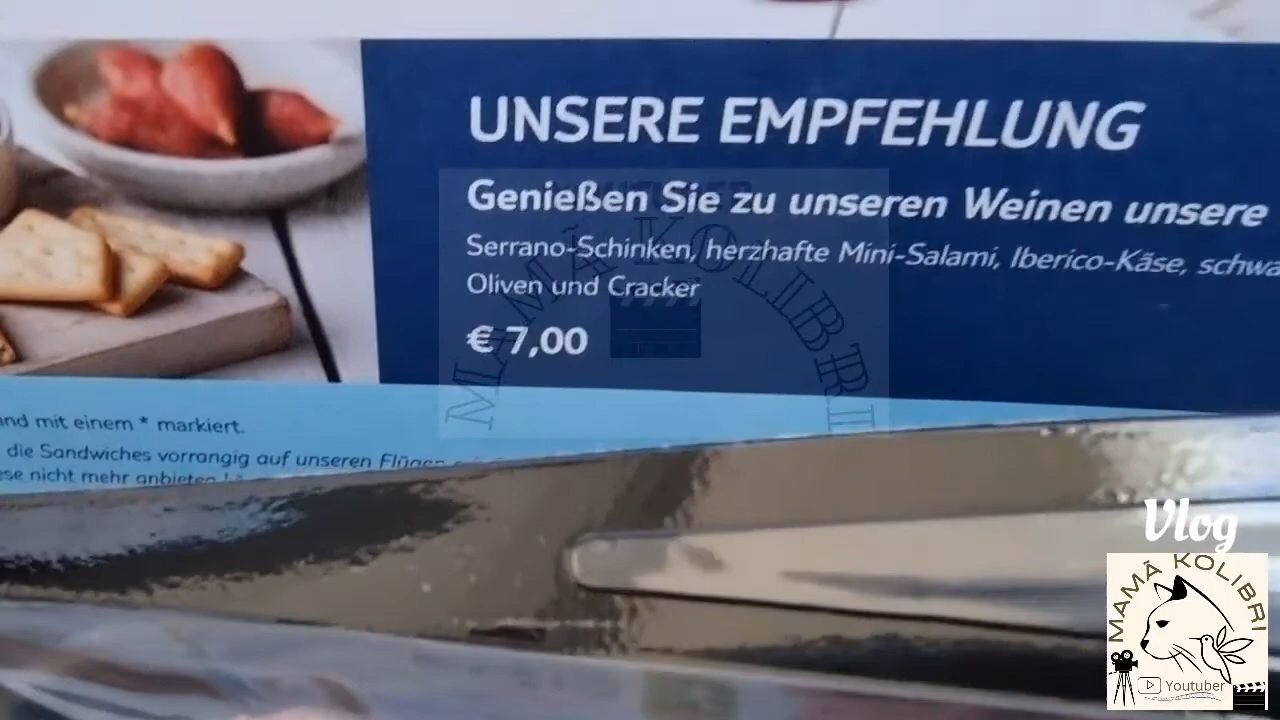 UNSERE EMPFEHLUNG
Genießen Sie zu unseren Weinen unsere
Serrano-Schinken, herzhafte Mini-Salami, Iberico-Käse, schwa
Oliven und Cracker
€ 7,00
MAMÁ KOLIBRI
nd mit einem * markiert.
die Sandwiches vorrangig auf unseren Flügen
se nicht mehr anbieten
Vlog
MAMÁ KOLIBRI
Youtuber